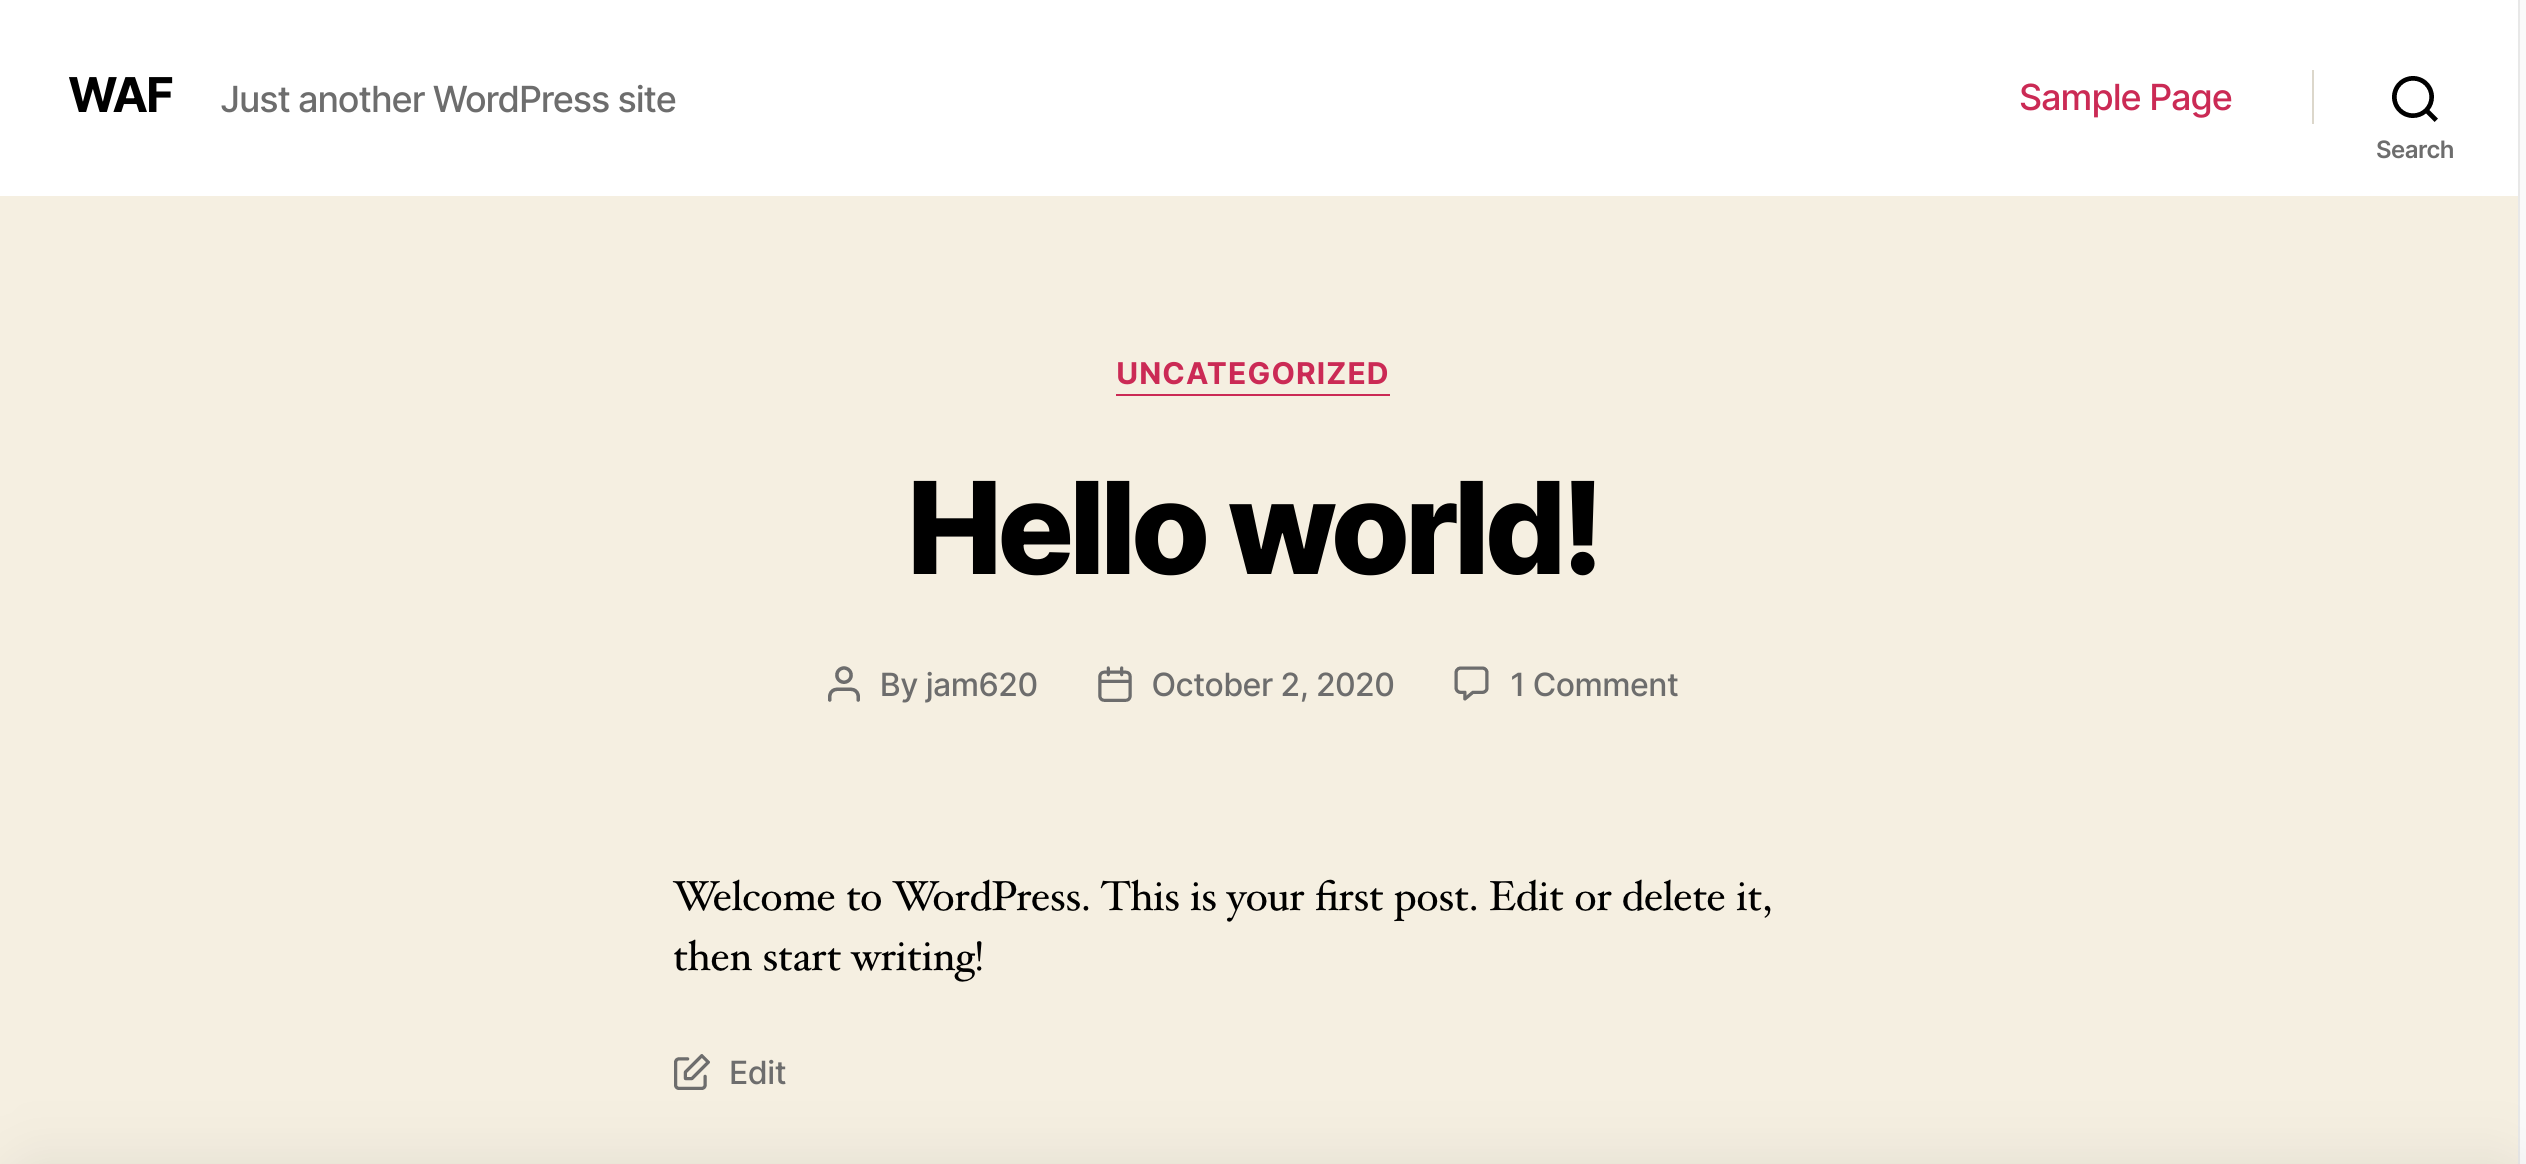 WAF Just another WordPress site Sample Page
Search
UNCATEGORIZED
Hello world!
By jam620 October 2, 2020 1 Comment
Welcome to WordPress. This is your first post. Edit or delete it,
then start writing!
Edit